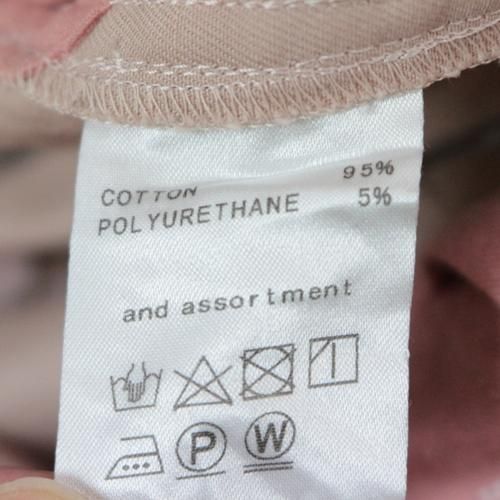 COTTON 95%
POLYURETHANE 5%
and assortment
P W